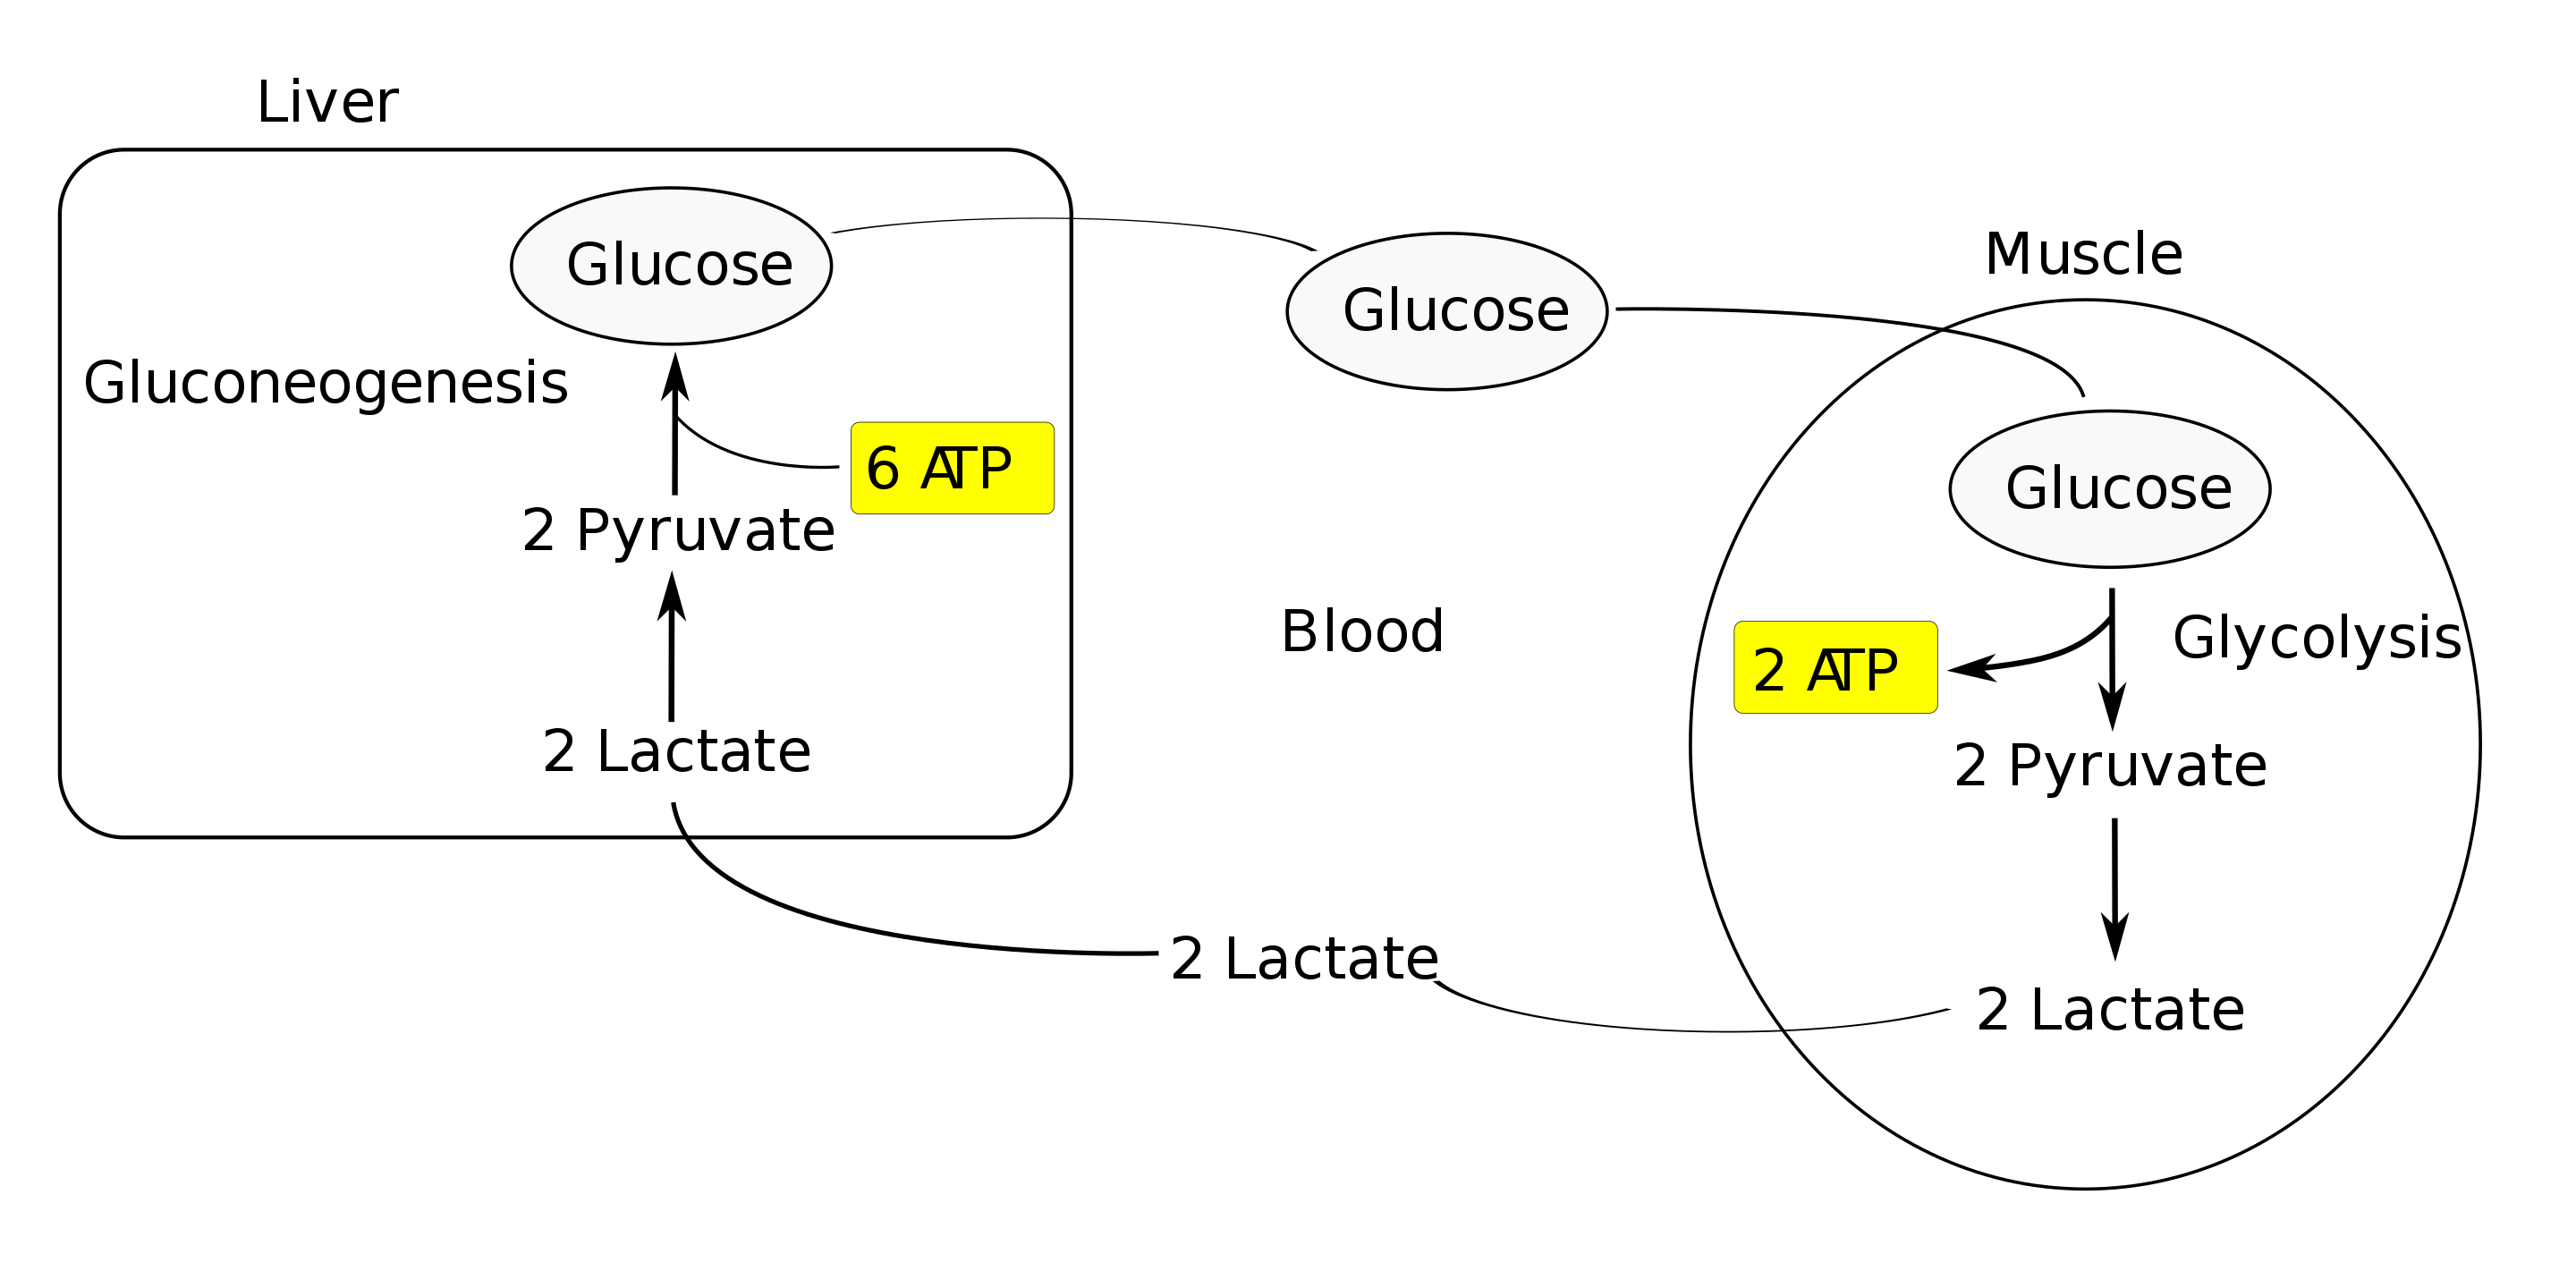 Liver
Glucose
Gluconeogenesis
6 ATP
2 Pyruvate
2 Lactate
Glucose
Blood
2 Lactate
Muscle
Glucose
Glycolysis
2 ATP
2 Pyruvate
2 Lactate